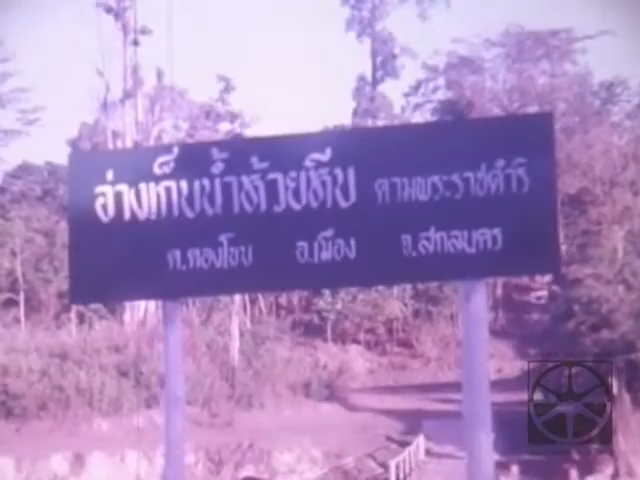 อ่างเก็บน้ำห้วยหีบ ตามพระราชดำริ
ต.ตองโขบ อ.เมือง จ.สกลนคร